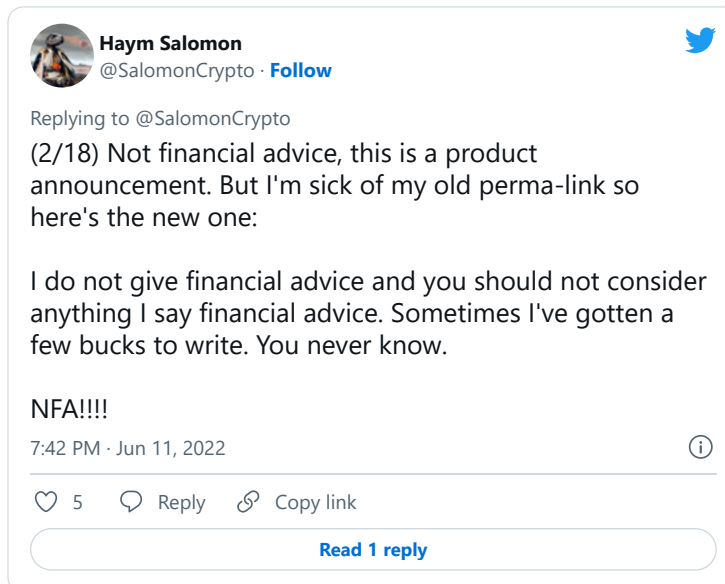 Haym Salomon
@SalomonCrypto · Follow
Replying to @SalomonCrypto
(2/18) Not financial advice, this is a product
announcement. But I'm sick of my old perma-link so
here's the new one:
I do not give financial advice and you should not consider
anything I say financial advice. Sometimes I've gotten a
few bucks to write. You never know.
NFA!!!!
7:42 PM · Jun 11, 2022
5 Reply Copy link
Read 1 reply